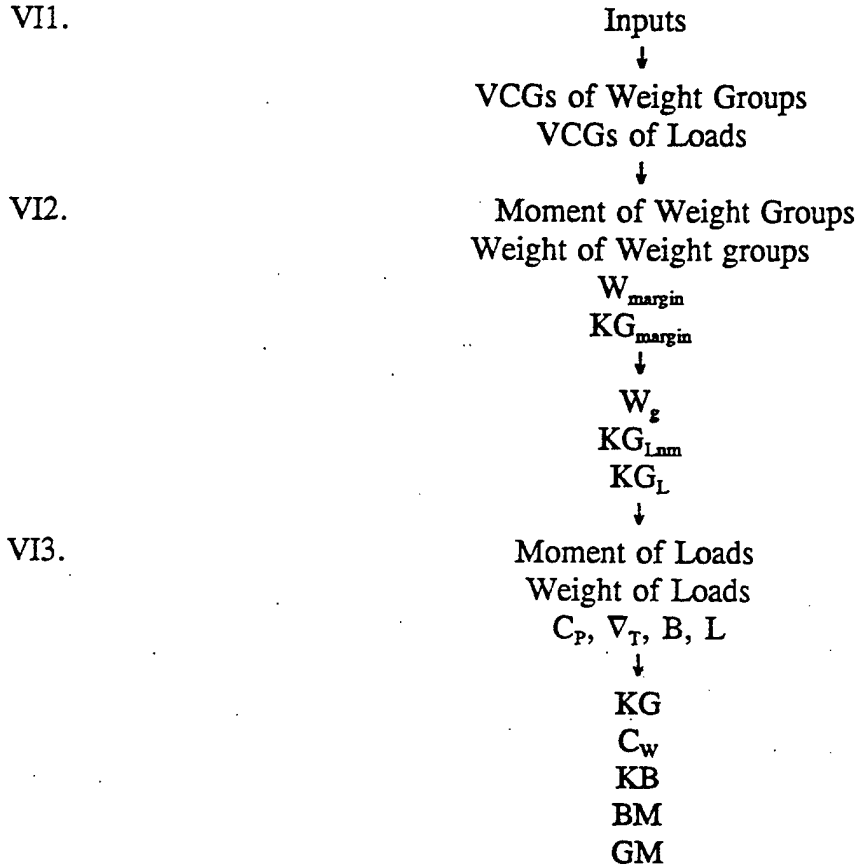 VI1. Inputs
↓
VCGs of Weight Groups
VCGs of Loads
↓
VI2. Moment of Weight Groups
Weight of Weight groups
W_margin
KG_margin
↓
W_g
KG_Lnm
KG_L
↓
VI3. Moment of Loads
Weight of Loads
C_P, ∇_T, B, L
↓
KG
C_W
KB
BM
GM